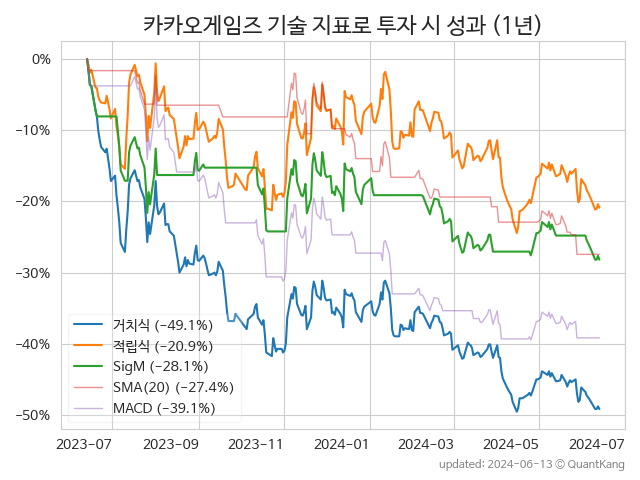 카카오게임즈 기술 지표로 투자 시 성과 (1년)
0%
−10%
−20%
−30%
−40%
−50%
거치식 (−49.1%)
적립식 (−20.9%)
SigM (−28.1%)
SMA(20) (−27.4%)
MACD (−39.1%)
2023−07
2023−09
2023−11
2024−01
2024−03
2024−05
2024−07
updated: 2024−06−13 ⓒ QuantKang